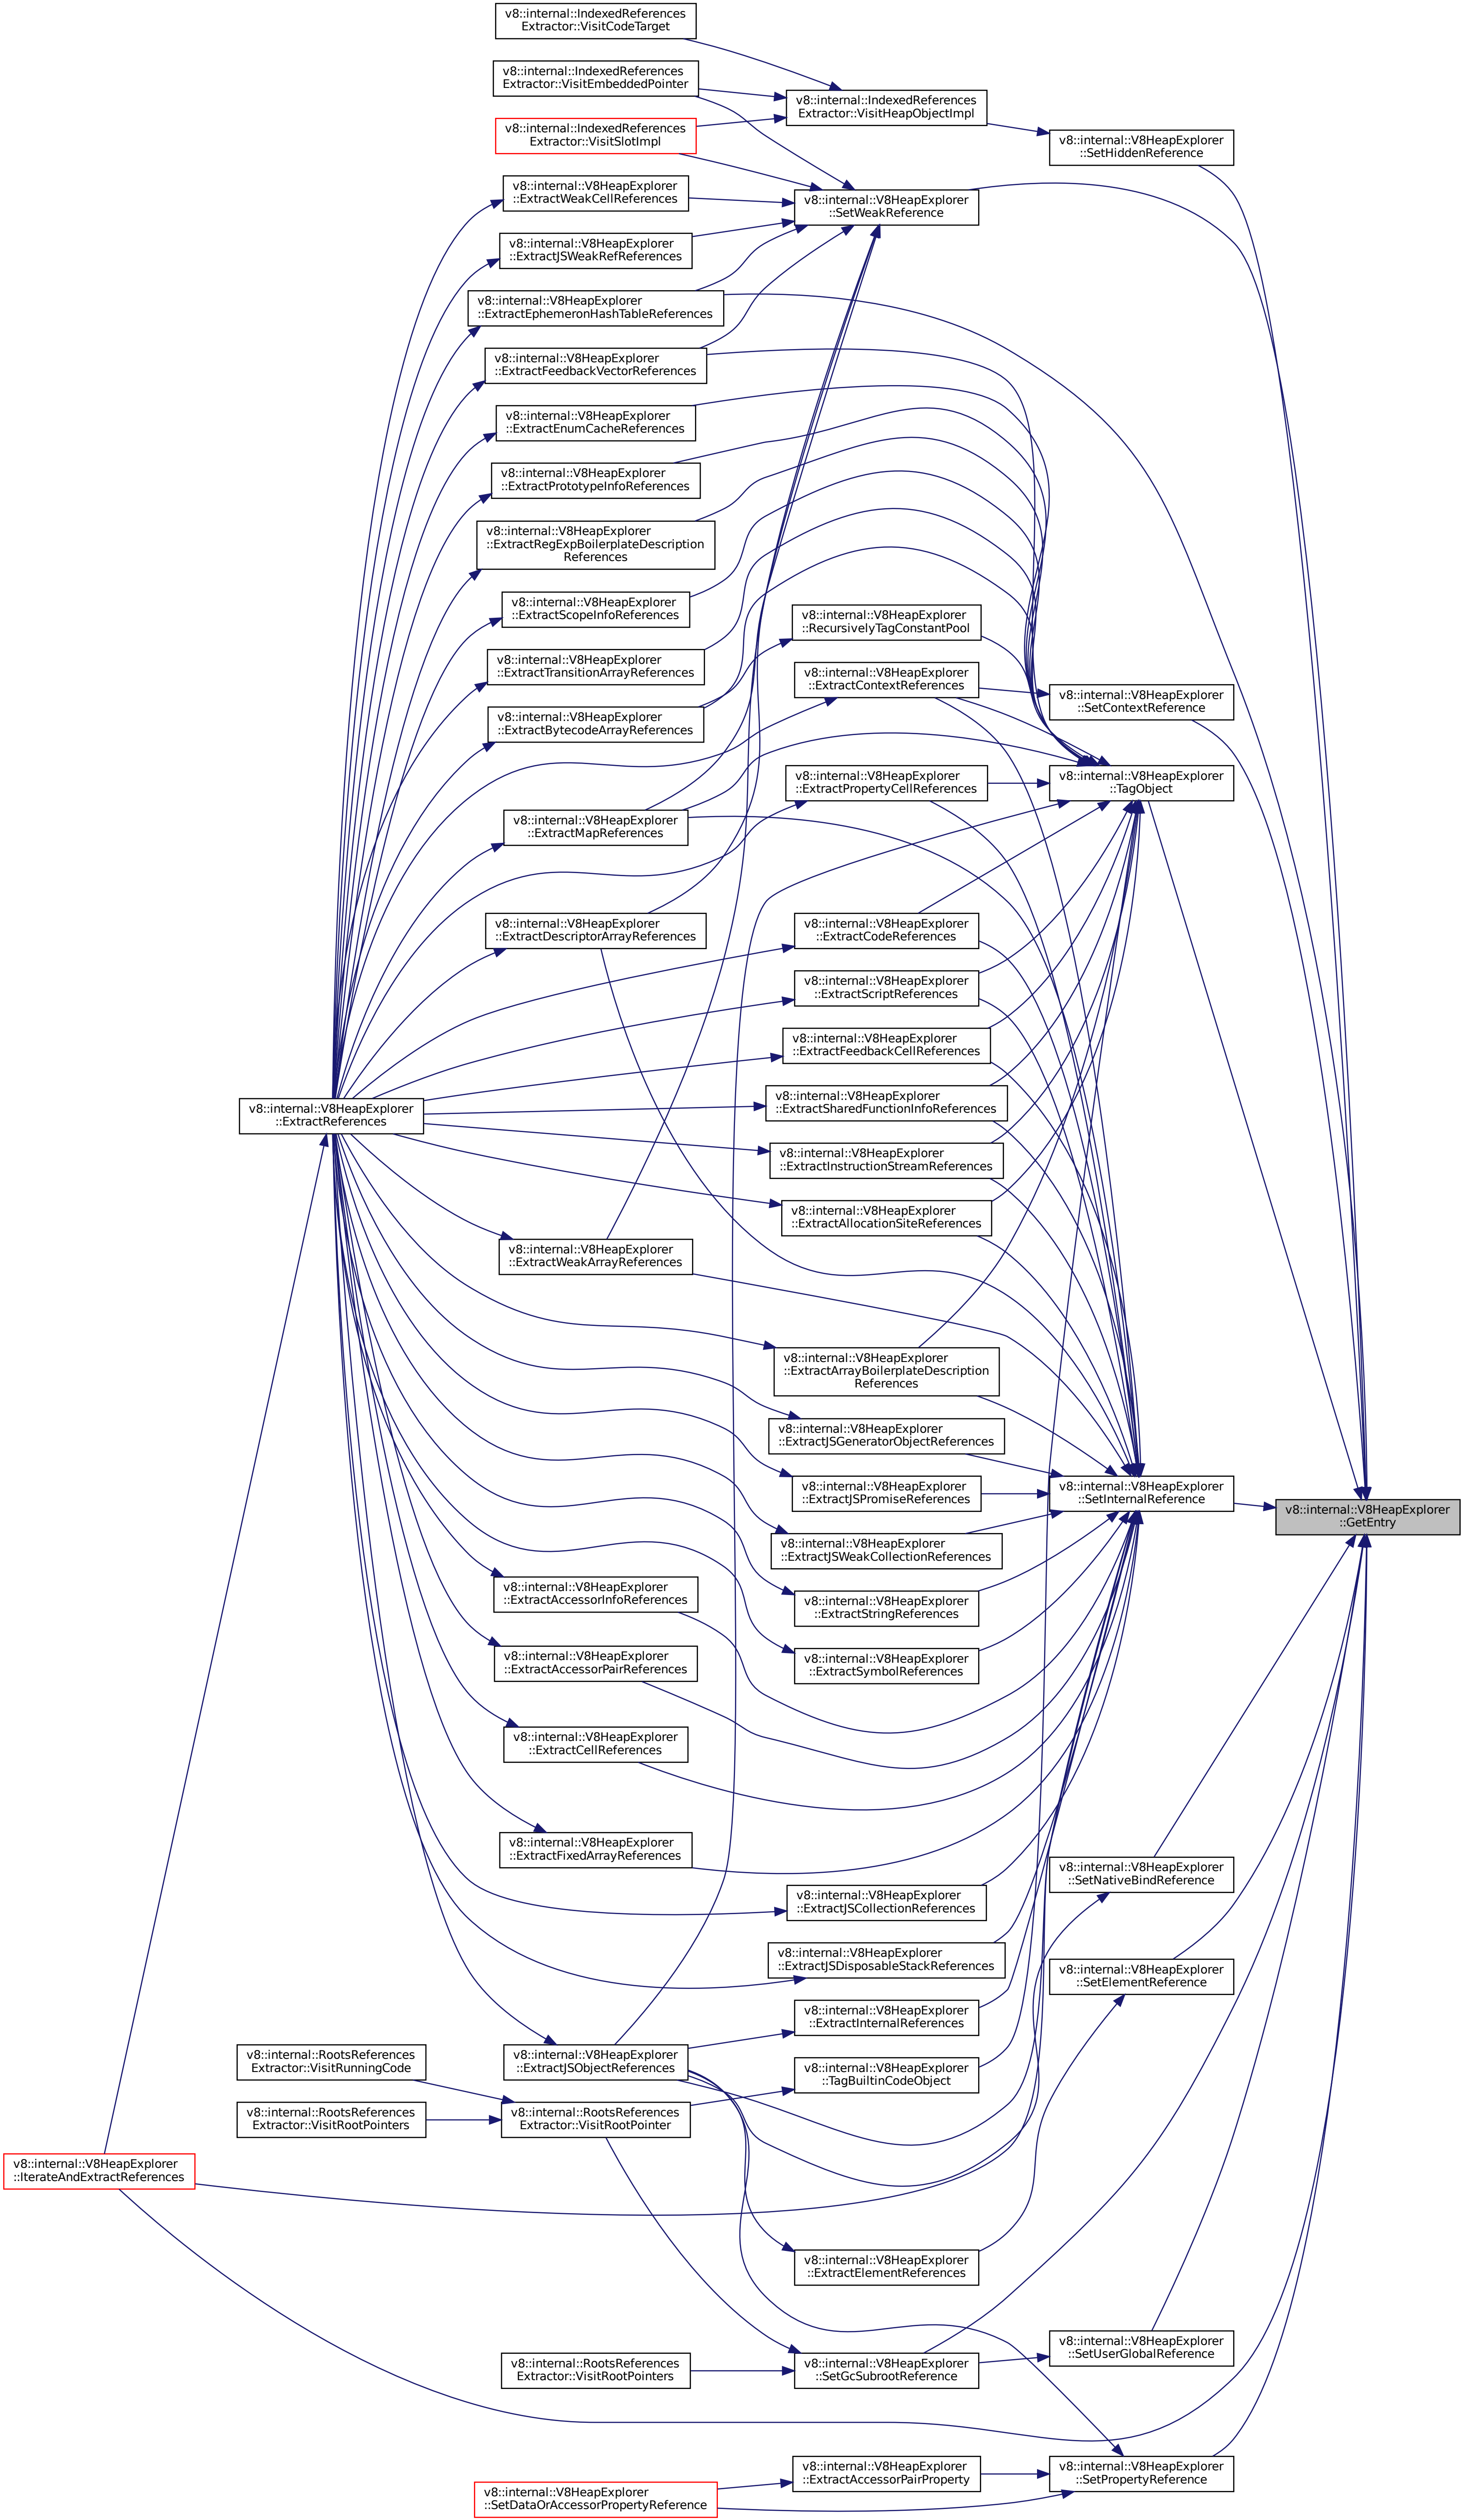 v8::internal::IndexedReferences
Extractor::VisitCodeTarget
v8::internal::IndexedReferences
Extractor::VisitEmbeddedPointer
v8::internal::IndexedReferences
Extractor::VisitHeapObjectImpl
v8::internal::IndexedReferences
Extractor::VisitSlotImpl
v8::internal::V8HeapExplorer
::SetHiddenReference
v8::internal::V8HeapExplorer
::ExtractWeakCellReferences
v8::internal::V8HeapExplorer
::SetWeakReference
v8::internal::V8HeapExplorer
::ExtractJSWeakRefReferences
v8::internal::V8HeapExplorer
::ExtractEphemeronHashTableReferences
v8::internal::V8HeapExplorer
::ExtractFeedbackVectorReferences
v8::internal::V8HeapExplorer
::ExtractEnumCacheReferences
v8::internal::V8HeapExplorer
::ExtractPrototypeInfoReferences
v8::internal::V8HeapExplorer
::ExtractRegExpBoilerplateDescription
References
v8::internal::V8HeapExplorer
::ExtractScopeInfoReferences
v8::internal::V8HeapExplorer
::RecursivelyTagConstantPool
v8::internal::V8HeapExplorer
::ExtractTransitionArrayReferences
v8::internal::V8HeapExplorer
::ExtractContextReferences
v8::internal::V8HeapExplorer
::SetContextReference
v8::internal::V8HeapExplorer
::ExtractBytecodeArrayReferences
v8::internal::V8HeapExplorer
::ExtractPropertyCellReferences
v8::internal::V8HeapExplorer
::TagObject
v8::internal::V8HeapExplorer
::ExtractMapReferences
v8::internal::V8HeapExplorer
::ExtractDescriptorArrayReferences
v8::internal::V8HeapExplorer
::ExtractCodeReferences
v8::internal::V8HeapExplorer
::ExtractScriptReferences
v8::internal::V8HeapExplorer
::ExtractFeedbackCellReferences
v8::internal::V8HeapExplorer
::ExtractReferences
v8::internal::V8HeapExplorer
::ExtractSharedFunctionInfoReferences
v8::internal::V8HeapExplorer
::ExtractInstructionStreamReferences
v8::internal::V8HeapExplorer
::ExtractAllocationSiteReferences
v8::internal::V8HeapExplorer
::ExtractWeakArrayReferences
v8::internal::V8HeapExplorer
::ExtractArrayBoilerplateDescription
References
v8::internal::V8HeapExplorer
::ExtractJSGeneratorObjectReferences
v8::internal::V8HeapExplorer
::ExtractJSPromiseReferences
v8::internal::V8HeapExplorer
::SetInternalReference
v8::internal::V8HeapExplorer
::GetEntry
v8::internal::V8HeapExplorer
::ExtractJSWeakCollectionReferences
v8::internal::V8HeapExplorer
::ExtractAccessorInfoReferences
v8::internal::V8HeapExplorer
::ExtractStringReferences
v8::internal::V8HeapExplorer
::ExtractAccessorPairReferences
v8::internal::V8HeapExplorer
::ExtractSymbolReferences
v8::internal::V8HeapExplorer
::ExtractCellReferences
v8::internal::V8HeapExplorer
::ExtractFixedArrayReferences
v8::internal::V8HeapExplorer
::SetNativeBindReference
v8::internal::V8HeapExplorer
::ExtractJSCollectionReferences
v8::internal::V8HeapExplorer
::ExtractJSDisposableStackReferences
v8::internal::V8HeapExplorer
::SetElementReference
v8::internal::V8HeapExplorer
::ExtractInternalReferences
v8::internal::RootsReferences
Extractor::VisitRunningCode
v8::internal::V8HeapExplorer
::ExtractJSObjectReferences
v8::internal::V8HeapExplorer
::TagBuiltinCodeObject
v8::internal::RootsReferences
Extractor::VisitRootPointers
v8::internal::RootsReferences
Extractor::VisitRootPointer
v8::internal::V8HeapExplorer
::IterateAndExtractReferences
v8::internal::V8HeapExplorer
::ExtractElementReferences
v8::internal::V8HeapExplorer
::SetUserGlobalReference
v8::internal::RootsReferences
Extractor::VisitRootPointers
v8::internal::V8HeapExplorer
::SetGcSubrootReference
v8::internal::V8HeapExplorer
::ExtractAccessorPairProperty
v8::internal::V8HeapExplorer
::SetPropertyReference
v8::internal::V8HeapExplorer
::SetDataOrAccessorPropertyReference